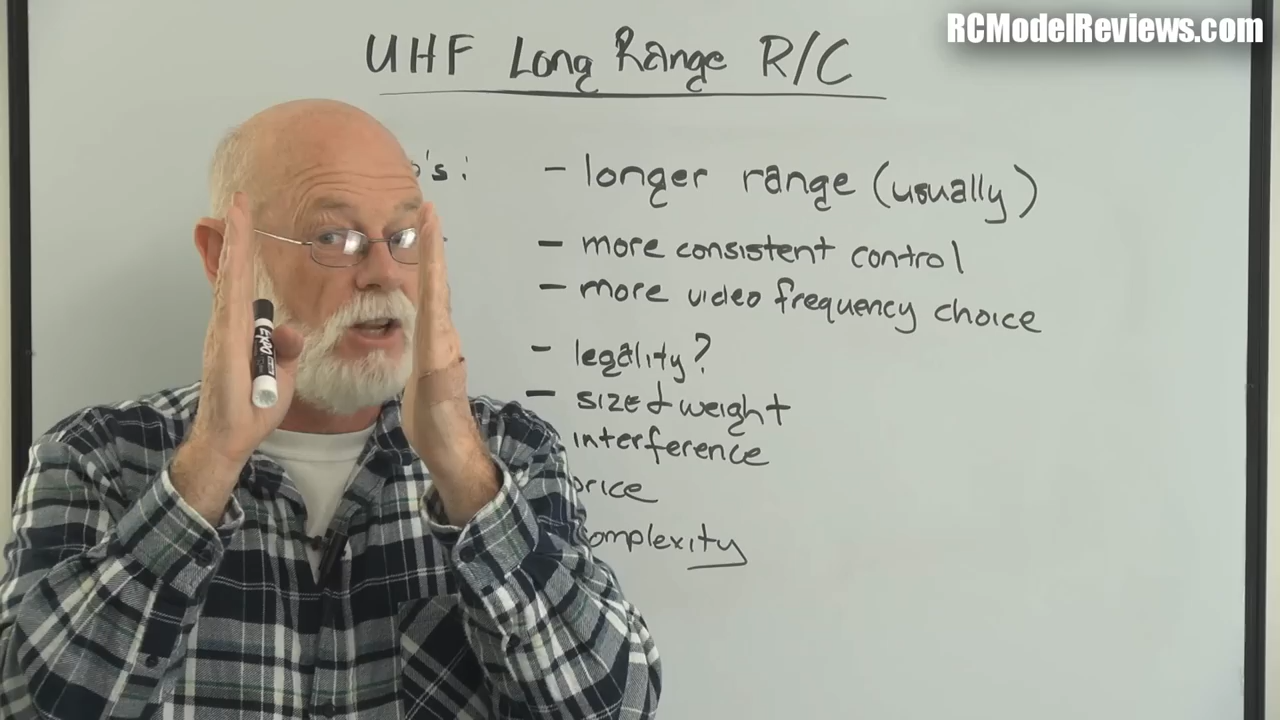 RCModelReviews.com
UHF Long Range R/C
- longer range (usually)
- more consistent control
- more video frequency choice
- legality?
- size & weight
interference
price
complexity
EXPO